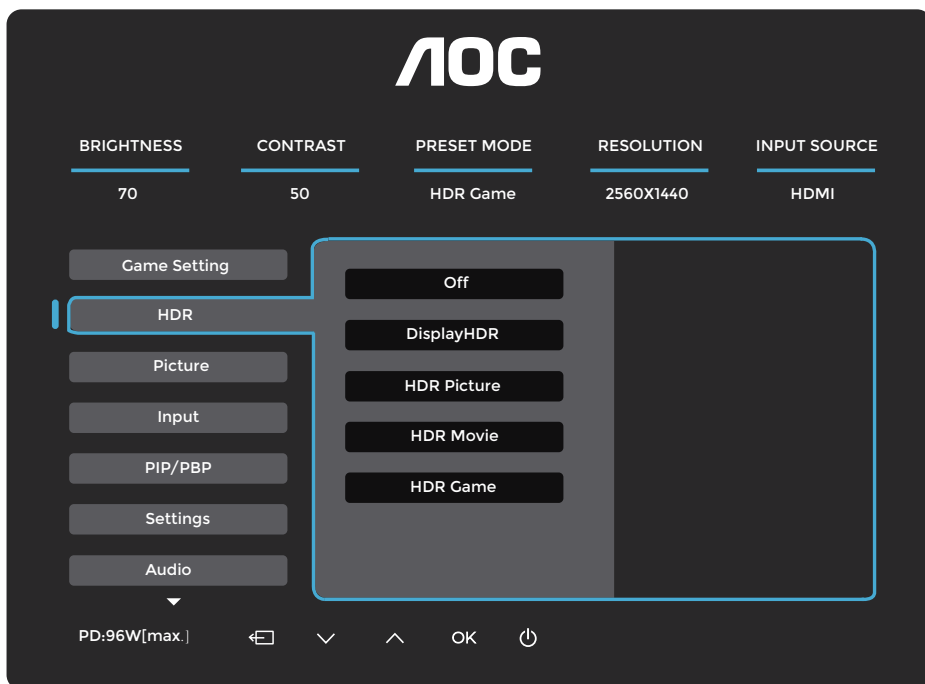 AOC
BRIGHTNESS CONTRAST PRESET MODE RESOLUTION INPUT SOURCE
70 50 HDR Game 2560X1440 HDMI
Game Setting
HDR
Picture
Input
PIP/PBP
Settings
Audio
Off
DisplayHDR
HDR Picture
HDR Movie
HDR Game
PD:96W[max.] OK